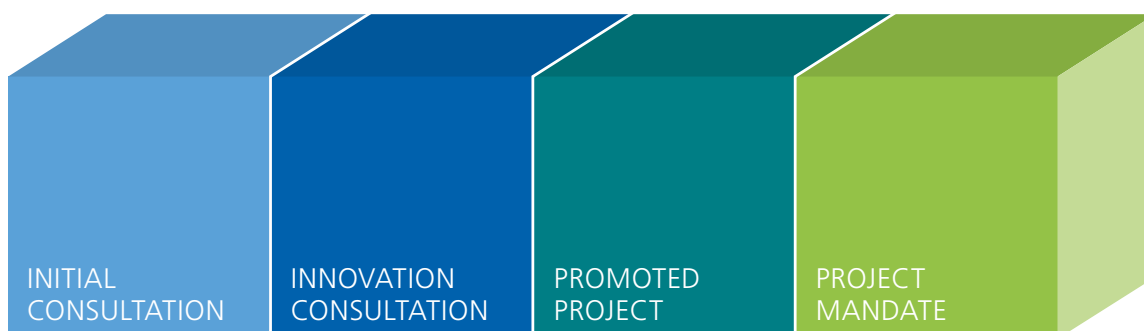 INITIAL
CONSULTATION
INNOVATION
CONSULTATION
PROMOTED
PROJECT
PROJECT
MANDATE